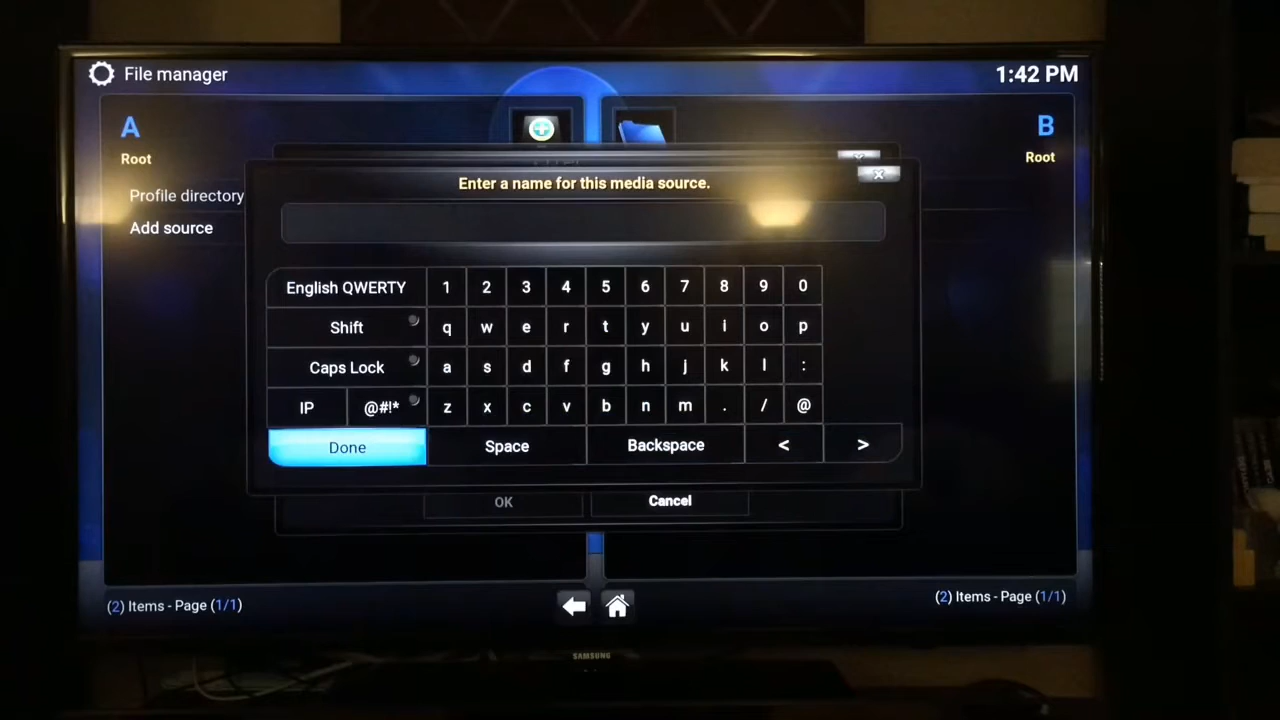 File manager
1:42 PM
A
B
Root
Root
Enter a name for this media source.
Profile directory
Add source
English QWERTY 1 2 3 4 5 6 7 8 9 0
Shift q w e r t y u i o p
Caps Lock a s d f g h j k l :
IP @#!* z x c v b n m . / @
Done Space Backspace < >
OK Cancel
(2) Items - Page (1/1)
(2) Items - Page (1/1)
SAMSUNG